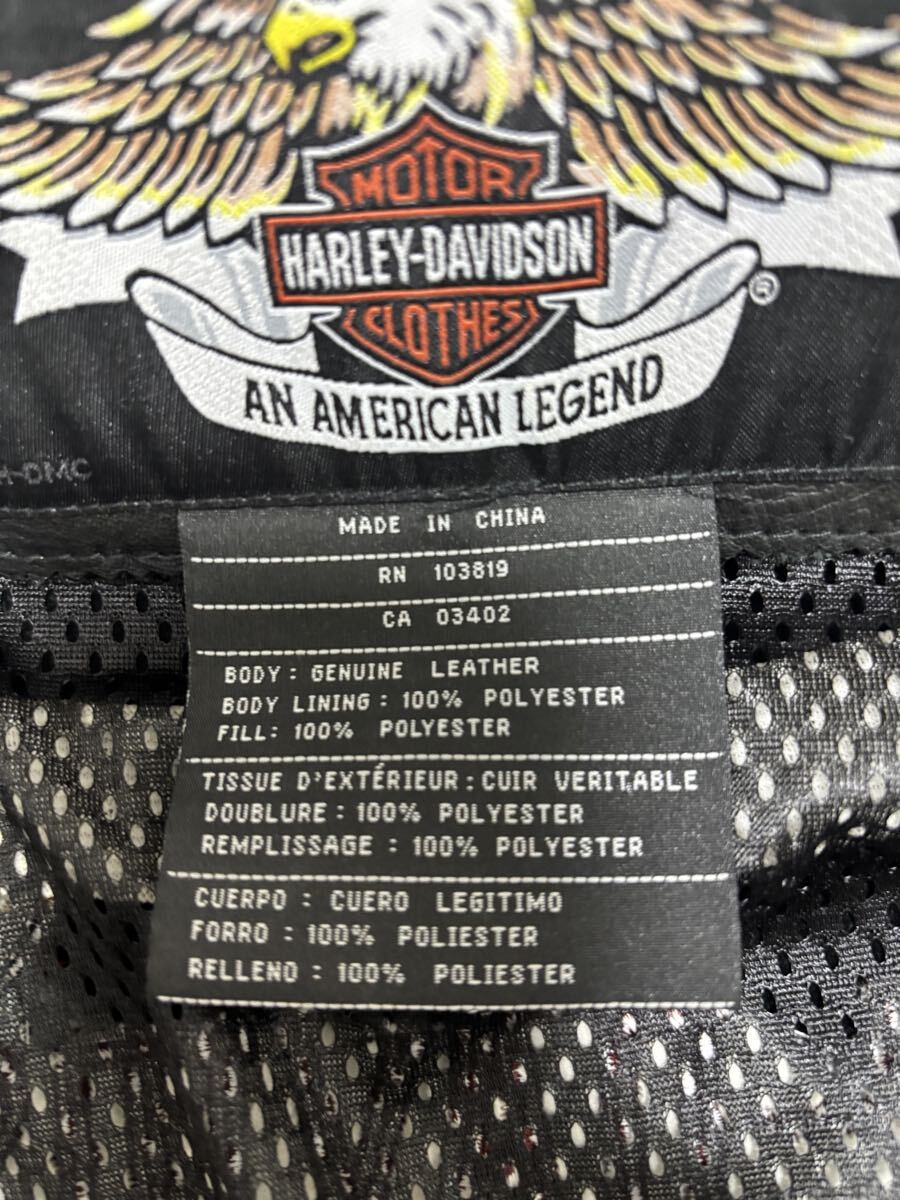 MOTOR
HARLEY-DAVIDSON
CLOTHES
®
AN AMERICAN LEGEND
H-DMC
MADE IN CHINA
RN 103819
CA 03402
BODY: GENUINE LEATHER
BODY LINING: 100% POLYESTER
FILL: 100% POLYESTER
TISSUE D'EXTÉRIEUR: CUIR VERITABLE
DOUBLURE: 100% POLYESTER
REMPLISSAGE: 100% POLYESTER
CUERPO: CUERO LEGITIMO
FORRO: 100% POLIESTER
RELLENO: 100% POLIESTER